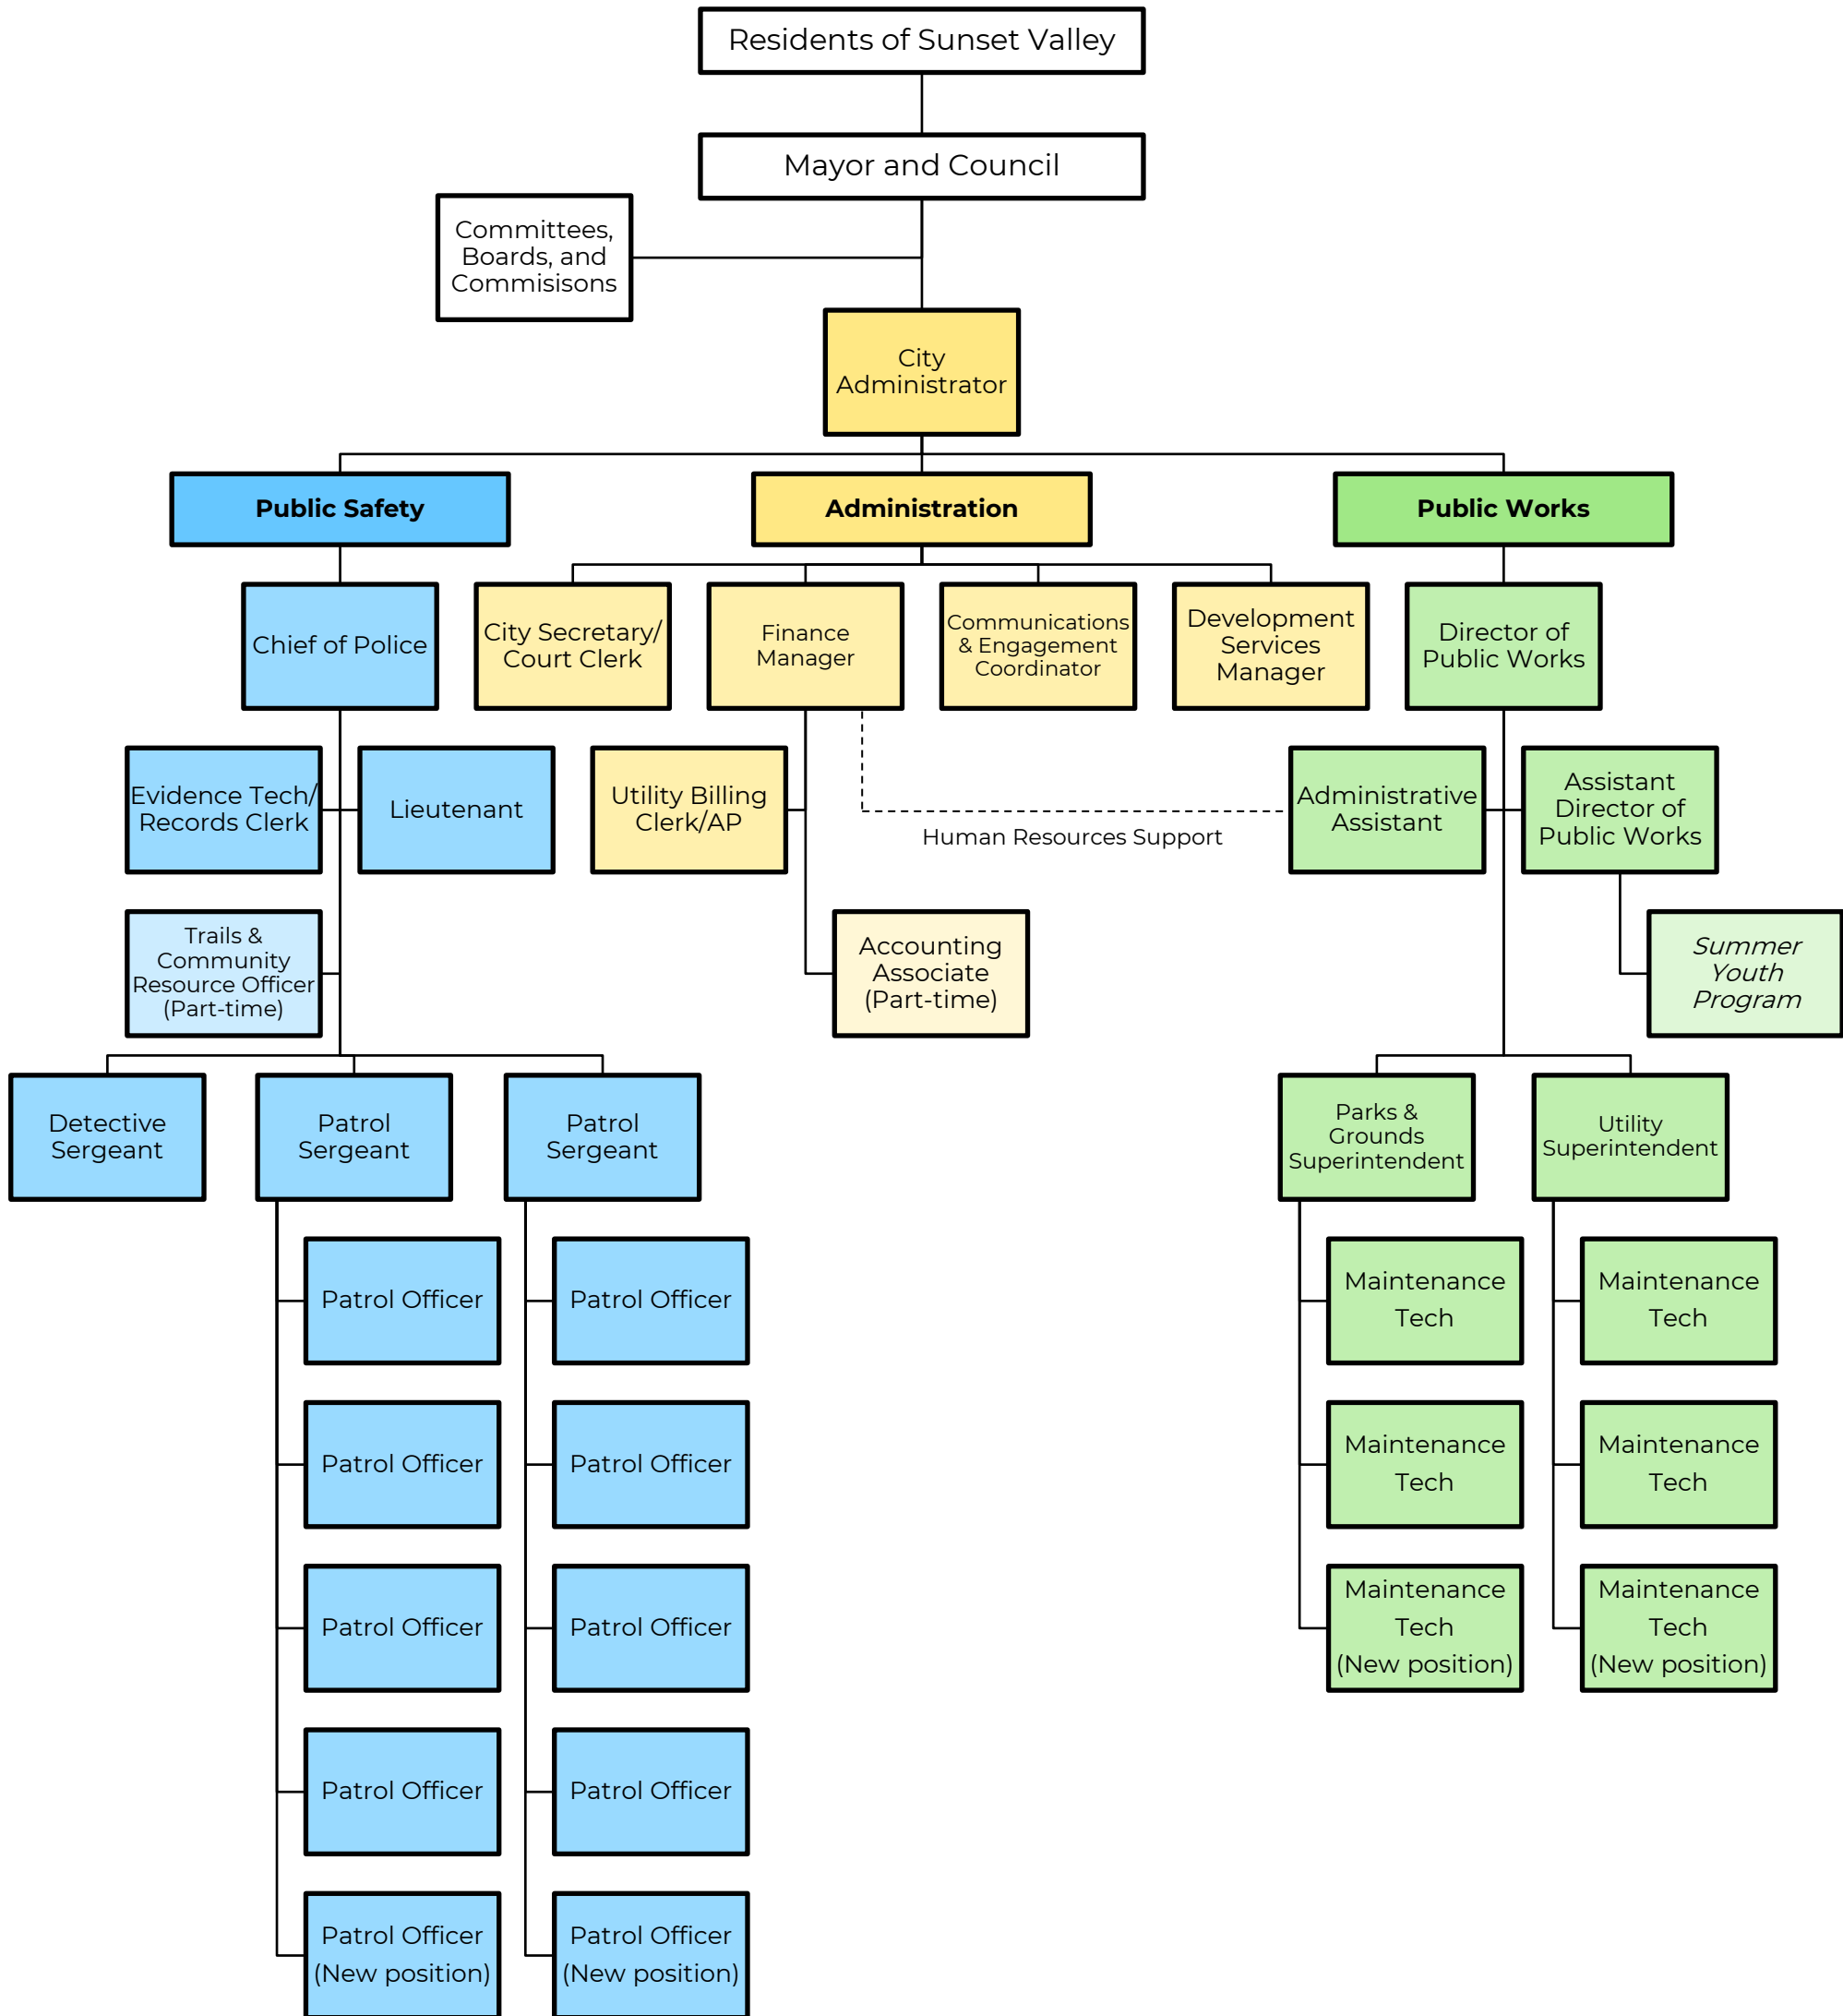 Residents of Sunset Valley
Mayor and Council
Committees,
Boards, and
Commisisons
City
Administrator
Public Safety
Administration
Public Works
Chief of Police
City Secretary/
Court Clerk
Finance
Manager
Communications
& Engagement
Coordinator
Development
Services
Manager
Director of
Public Works
Evidence Tech/
Records Clerk
Lieutenant
Utility Billing
Clerk/AP
Human Resources Support
Administrative
Assistant
Assistant
Director of
Public Works
Trails &
Community
Resource Officer
(Part-time)
Accounting
Associate
(Part-time)
Summer
Youth
Program
Detective
Sergeant
Patrol
Sergeant
Patrol
Sergeant
Parks &
Grounds
Superintendent
Utility
Superintendent
Patrol Officer
Patrol Officer
Maintenance
Tech
Maintenance
Tech
Patrol Officer
Patrol Officer
Maintenance
Tech
Maintenance
Tech
Patrol Officer
Patrol Officer
Maintenance
Tech
(New position)
Maintenance
Tech
(New position)
Patrol Officer
Patrol Officer
Patrol Officer
(New position)
Patrol Officer
(New position)